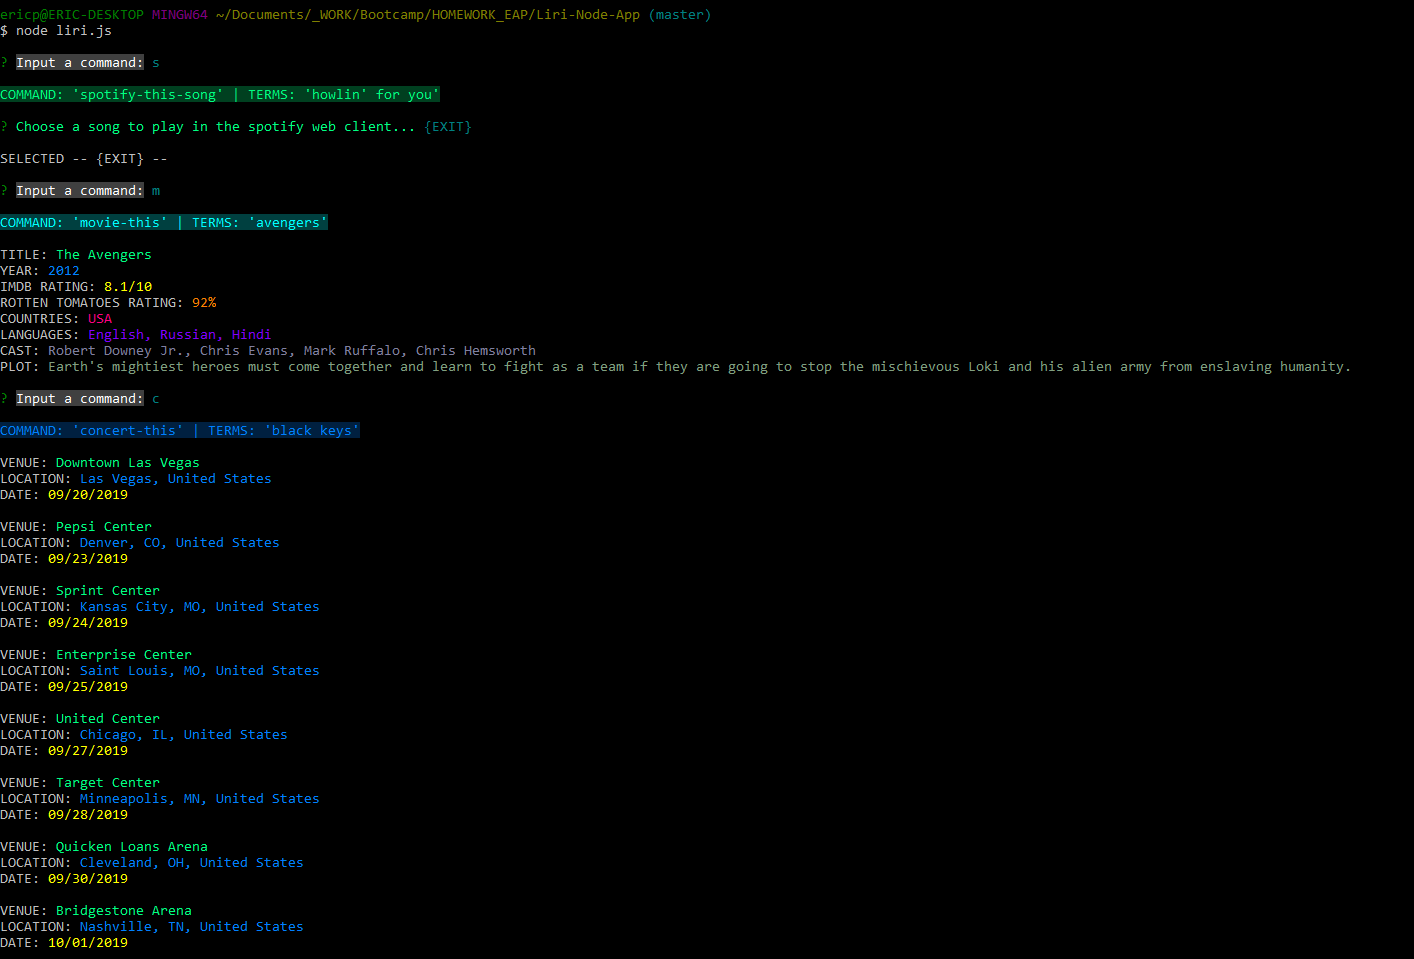 ericp@ERIC-DESKTOP MINGW64 ~/Documents/_WORK/Bootcamp/HOMEWORK_EAP/Liri-Node-App (master)
$ node liri.js
? Input a command: s
COMMAND: 'spotify-this-song' | TERMS: 'howlin' for you'
? Choose a song to play in the spotify web client... {EXIT}
SELECTED -- {EXIT} --
? Input a command: m
COMMAND: 'movie-this' | TERMS: 'avengers'
TITLE: The Avengers
YEAR: 2012
IMDB RATING: 8.1/10
ROTTEN TOMATOES RATING: 92%
COUNTRIES: USA
LANGUAGES: English, Russian, Hindi
CAST: Robert Downey Jr., Chris Evans, Mark Ruffalo, Chris Hemsworth
PLOT: Earth's mightiest heroes must come together and learn to fight as a team if they are going to stop the mischievous Loki and his alien army from enslaving humanity.
? Input a command: c
COMMAND: 'concert-this' | TERMS: 'black keys'
VENUE: Downtown Las Vegas
LOCATION: Las Vegas, United States
DATE: 09/20/2019
VENUE: Pepsi Center
LOCATION: Denver, CO, United States
DATE: 09/23/2019
VENUE: Sprint Center
LOCATION: Kansas City, MO, United States
DATE: 09/24/2019
VENUE: Enterprise Center
LOCATION: Saint Louis, MO, United States
DATE: 09/25/2019
VENUE: United Center
LOCATION: Chicago, IL, United States
DATE: 09/27/2019
VENUE: Target Center
LOCATION: Minneapolis, MN, United States
DATE: 09/28/2019
VENUE: Quicken Loans Arena
LOCATION: Cleveland, OH, United States
DATE: 09/30/2019
VENUE: Bridgestone Arena
LOCATION: Nashville, TN, United States
DATE: 10/01/2019